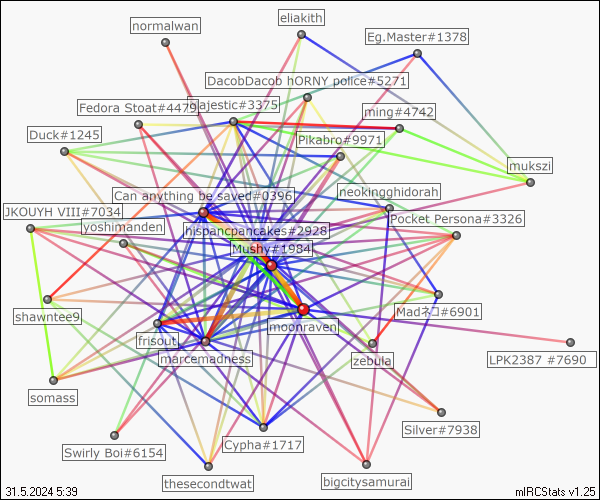 eliakith
normalwan
Eg.Master#1378
DacobDacob hORNY police#5271
Fedora Stoat#4479
ajestic#3375
ming#4742
Duck#1245
Pikabro#9971
mukszi
Can anything be saved#0396
neokingghidorah
JKOUYH VIII#7034
Pocket Persona#3326
yoshimanden
hispancpancakes#2928
Mushy#1984
shawntee9
moonraven
Madネコ#6901
frisout
marcemadness
zebula
LPK2387 #7690
somass
Silver#7938
Cypha#1717
Swirly Boi#6154
thesecondtwat
bigcitysamurai
31.5.2024 5:39
mIRCStats v1.25